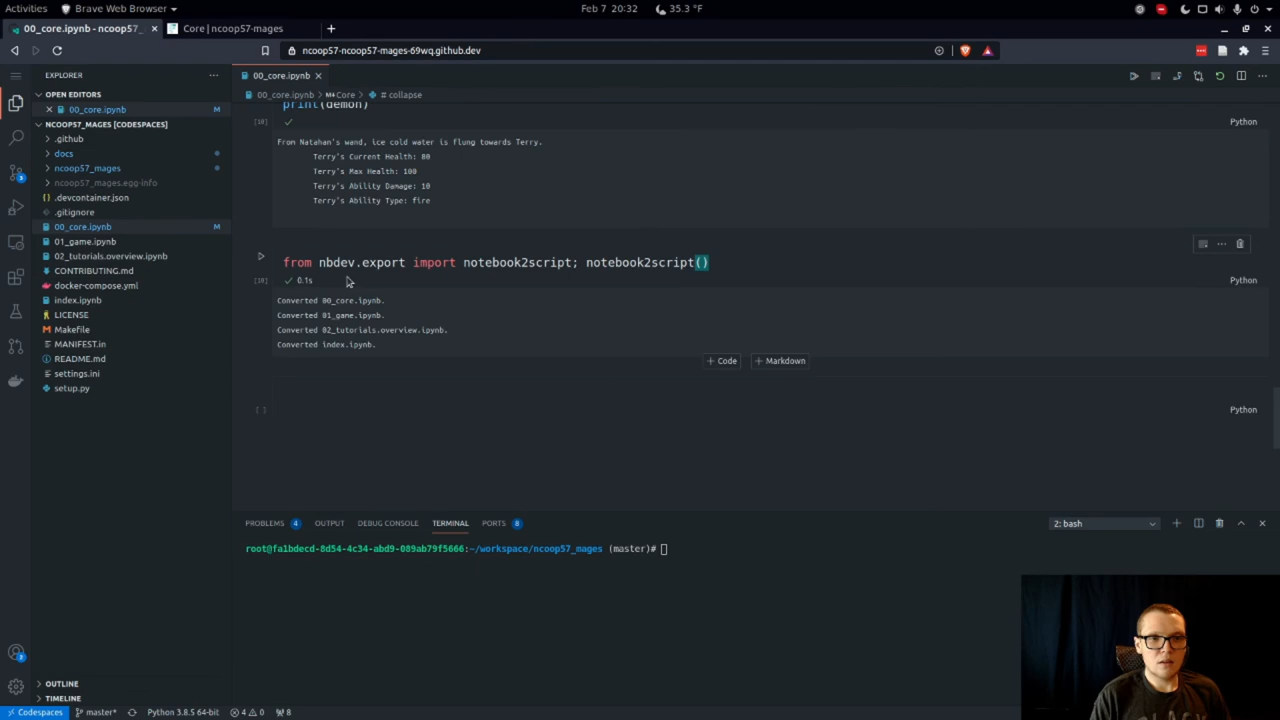 Activities
Brave Web Browser
Feb 7 20:32
35.3 °F
00_core.ipynb - ncoop57_
Core | ncoop57-mages
ncoop57-ncoop57-mages-69wq.github.dev
EXPLORER
00_core.ipynb
OPEN EDITORS
00_core.ipynb M
NCOOP57_MAGES [CODESPACES]
.github
docs
ncoop57_mages
ncoop57_mages.egg-info
.devcontainer.json
.gitignore
00_core.ipynb M
01_game.ipynb
02_tutorials.overview.ipynb
CONTRIBUTING.md
docker-compose.yml
index.ipynb
LICENSE
Makefile
MANIFEST.in
README.md
settings.ini
setup.py
OUTLINE
TIMELINE
00_core.ipynb > M↓ Core > # collapse
print(demon)
[18]
Python
From Natahan's wand, ice cold water is flung towards Terry.
Terry's Current Health: 80
Terry's Max Health: 100
Terry's Ability Damage: 10
Terry's Ability Type: fire
from nbdev.export import notebook2script; notebook2script()
[18]
0.1s
Python
Converted 00_core.ipynb.
Converted 01_game.ipynb.
Converted 02_tutorials.overview.ipynb.
Converted index.ipynb.
+ Code
+ Markdown
[ ]
Python
PROBLEMS 4 OUTPUT DEBUG CONSOLE TERMINAL PORTS 8
2: bash
root@fa1bdecd-8d54-4c34-abd9-089ab79f5666:~/workspace/ncoop57_mages (master)#
Codespaces
master*
Python 3.8.5 64-bit
4
0
8